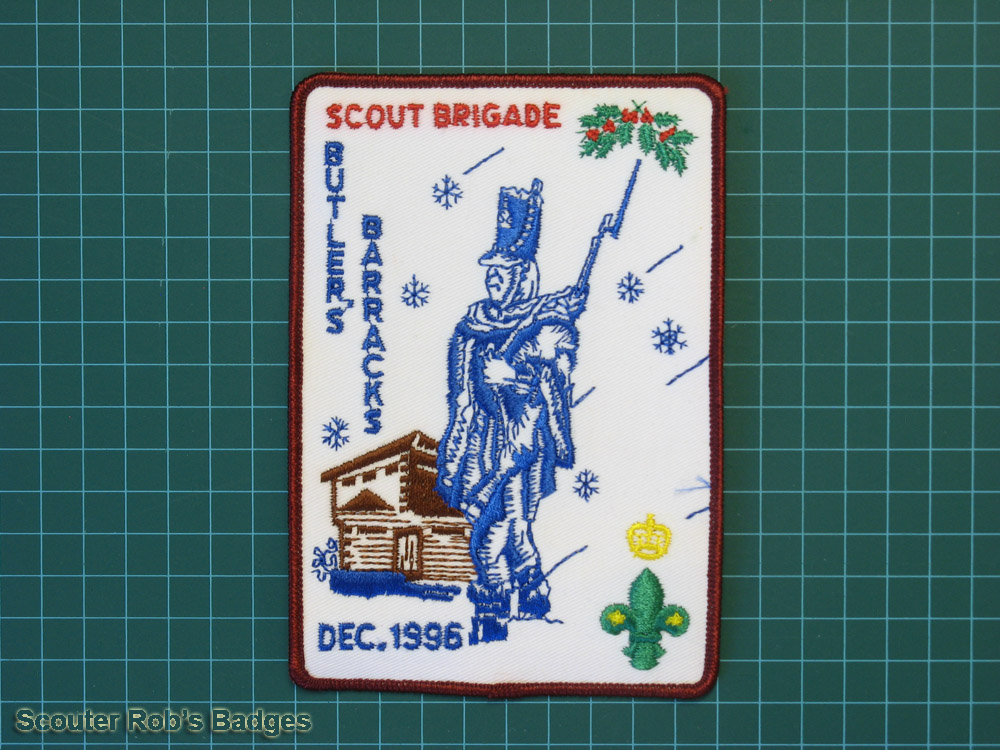 SCOUT BRIGADE
BUTLER'S
BARRACKS
DEC. 1996
Scouter Rob's Badges